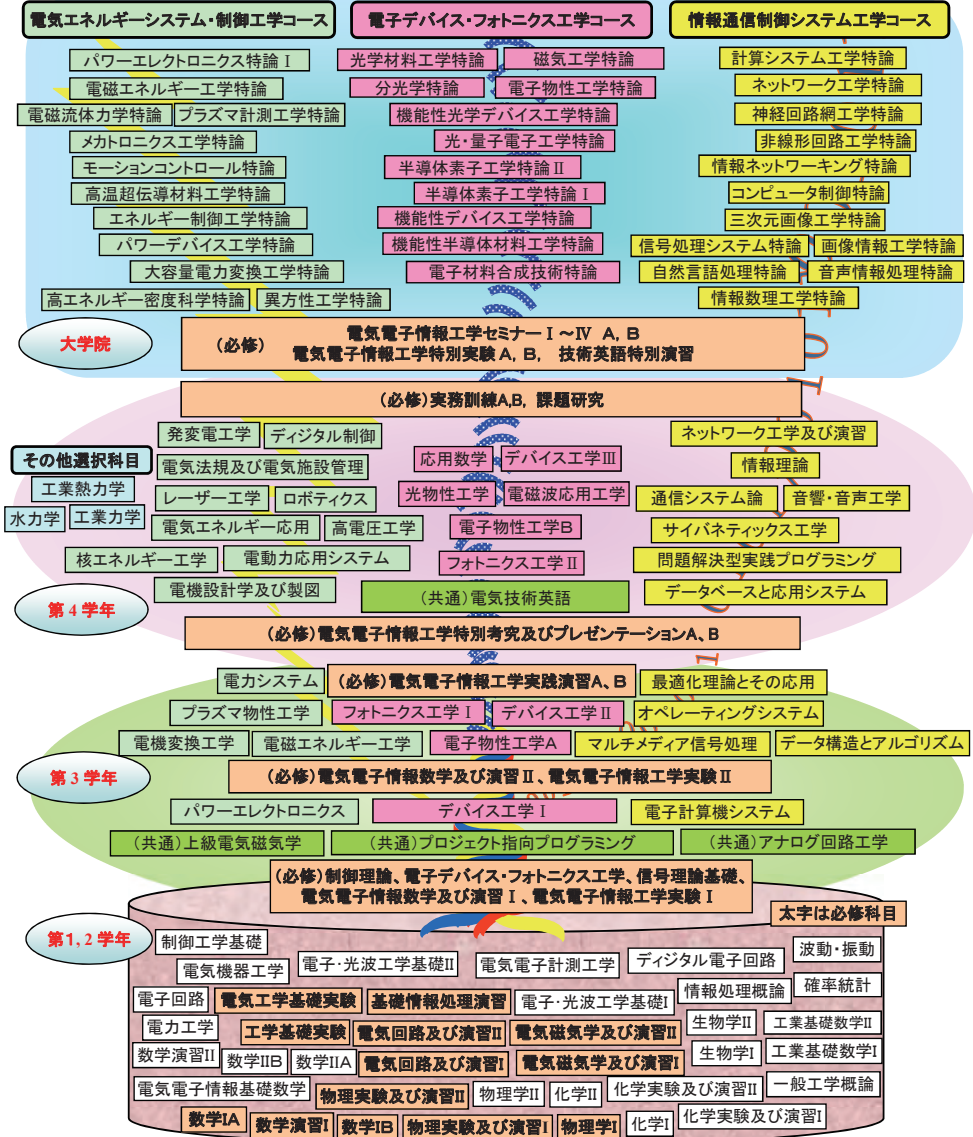 電気エネルギーシステム・制御工学コース
電子デバイス・フォトニクス工学コース
情報通信制御システム工学コース
パワーエレクトロニクス特論Ⅰ
電磁エネルギー工学特論
電磁流体力学特論
プラズマ計測工学特論
メカトロニクス工学特論
モーションコントロール特論
高温超伝導材料工学特論
エネルギー制御工学特論
パワーデバイス工学特論
大容量電力変換工学特論
高エネルギー密度科学特論
異方性工学特論
光学材料工学特論
磁気工学特論
分光学特論
電子物性工学特論
機能性光学デバイス工学特論
光・量子電子工学特論
半導体素子工学特論Ⅱ
半導体素子工学特論Ⅰ
機能性デバイス工学特論
機能性半導体材料工学特論
電子材料合成技術特論
計算システム工学特論
ネットワーク工学特論
神経回路網工学特論
非線形回路工学特論
情報ネットワーキング特論
コンピュータ制御特論
三次元画像工学特論
信号処理システム特論
画像情報工学特論
自然言語処理特論
音声情報処理特論
情報数理工学特論
大学院
(必修)
電気電子情報工学セミナーⅠ～Ⅳ A, B
電気電子情報工学特別実験A, B, 技術英語特別演習
(必修)実務訓練A,B, 課題研究
その他選択科目
工業熱力学
水力学
工業力学
発変電工学
ディジタル制御
電気法規及び電気施設管理
レーザー工学
ロボティクス
電気エネルギー応用
高電圧工学
核エネルギー工学
電動力応用システム
電機設計学及び製図
応用数学
デバイス工学Ⅲ
光物性工学
電磁波応用工学
電子物性工学B
フォトニクス工学Ⅱ
(共通)電気技術英語
ネットワーク工学及び演習
情報理論
通信システム論
音響・音声工学
サイバネティックス工学
問題解決型実践プログラミング
データベースと応用システム
第4学年
(必修)電気電子情報工学特別考究及びプレゼンテーションA、B
電力システム
(必修)電気電子情報工学実践演習A、B
最適化理論とその応用
プラズマ物性工学
フォトニクス工学Ⅰ
デバイス工学Ⅱ
オペレーティングシステム
電機変換工学
電磁エネルギー工学
電子物性工学A
マルチメディア信号処理
データ構造とアルゴリズム
第3学年
(必修)電気電子情報数学及び演習Ⅱ、電気電子情報工学実験Ⅱ
パワーエレクトロニクス
デバイス工学Ⅰ
電子計算機システム
(共通)上級電気磁気学
(共通)プロジェクト指向プログラミング
(共通)アナログ回路工学
(必修)制御理論、電子デバイス・フォトニクス工学、信号理論基礎、
電気電子情報数学及び演習Ⅰ、電気電子情報工学実験Ⅰ
太字は必修科目
第1,2学年
制御工学基礎
電気機器工学
電子・光波工学基礎II
電気電子計測工学
ディジタル電子回路
波動・振動
電子回路
電気工学基礎実験
基礎情報処理演習
電子・光波工学基礎I
情報処理概論
確率統計
電力工学
工学基礎実験
電気回路及び演習II
電気磁気学及び演習II
生物学II
工業基礎数学II
数学演習II
数学IIB
数学IIA
電気回路及び演習I
電気磁気学及び演習I
生物学I
工業基礎数学I
電気電子情報基礎数学
物理実験及び演習II
物理学II
化学II
化学実験及び演習II
一般工学概論
数学IA
数学演習I
数学IB
物理実験及び演習I
物理学I
化学I
化学実験及び演習I